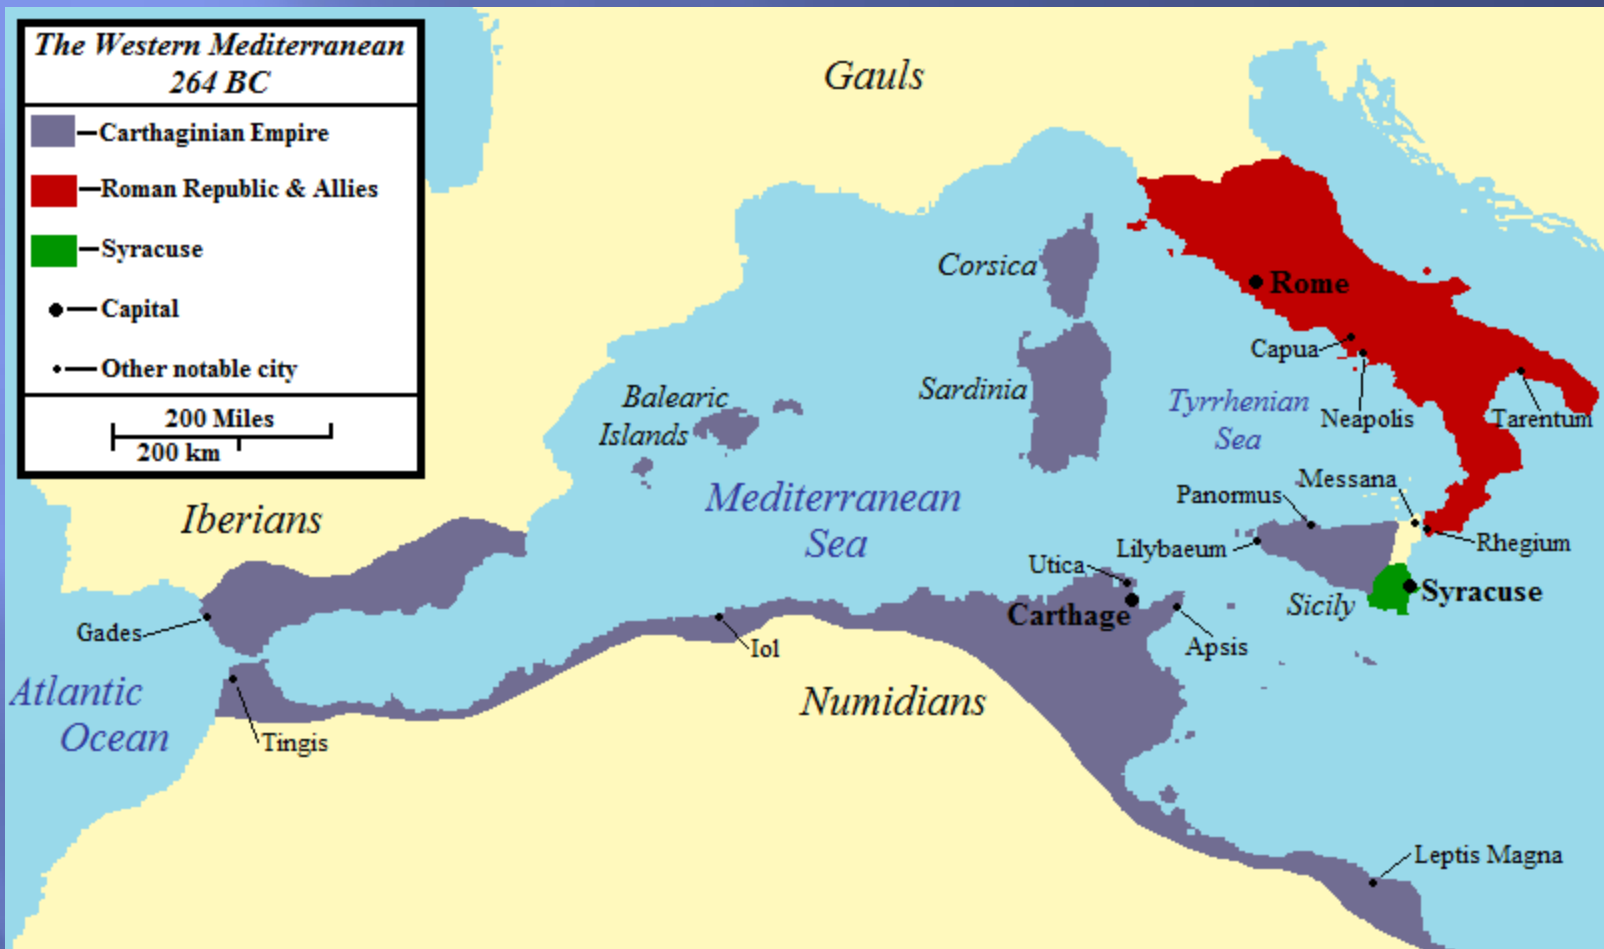 The Western Mediterranean
264 BC
Carthaginian Empire
Roman Republic & Allies
Syracuse
Capital
Other notable city
200 Miles
200 km
Gauls
Corsica
Rome
Capua
Sardinia
Balearic
Islands
Tyrrhenian
Sea
Neapolis
Tarentum
Messana
Panormus
Mediterranean
Sea
Iberians
Rhegium
Lilybaeum
Utica
Syracuse
Sicily
Carthage
Apsis
Gades
Iol
Atlantic
Ocean
Numidians
Tingis
Leptis Magna